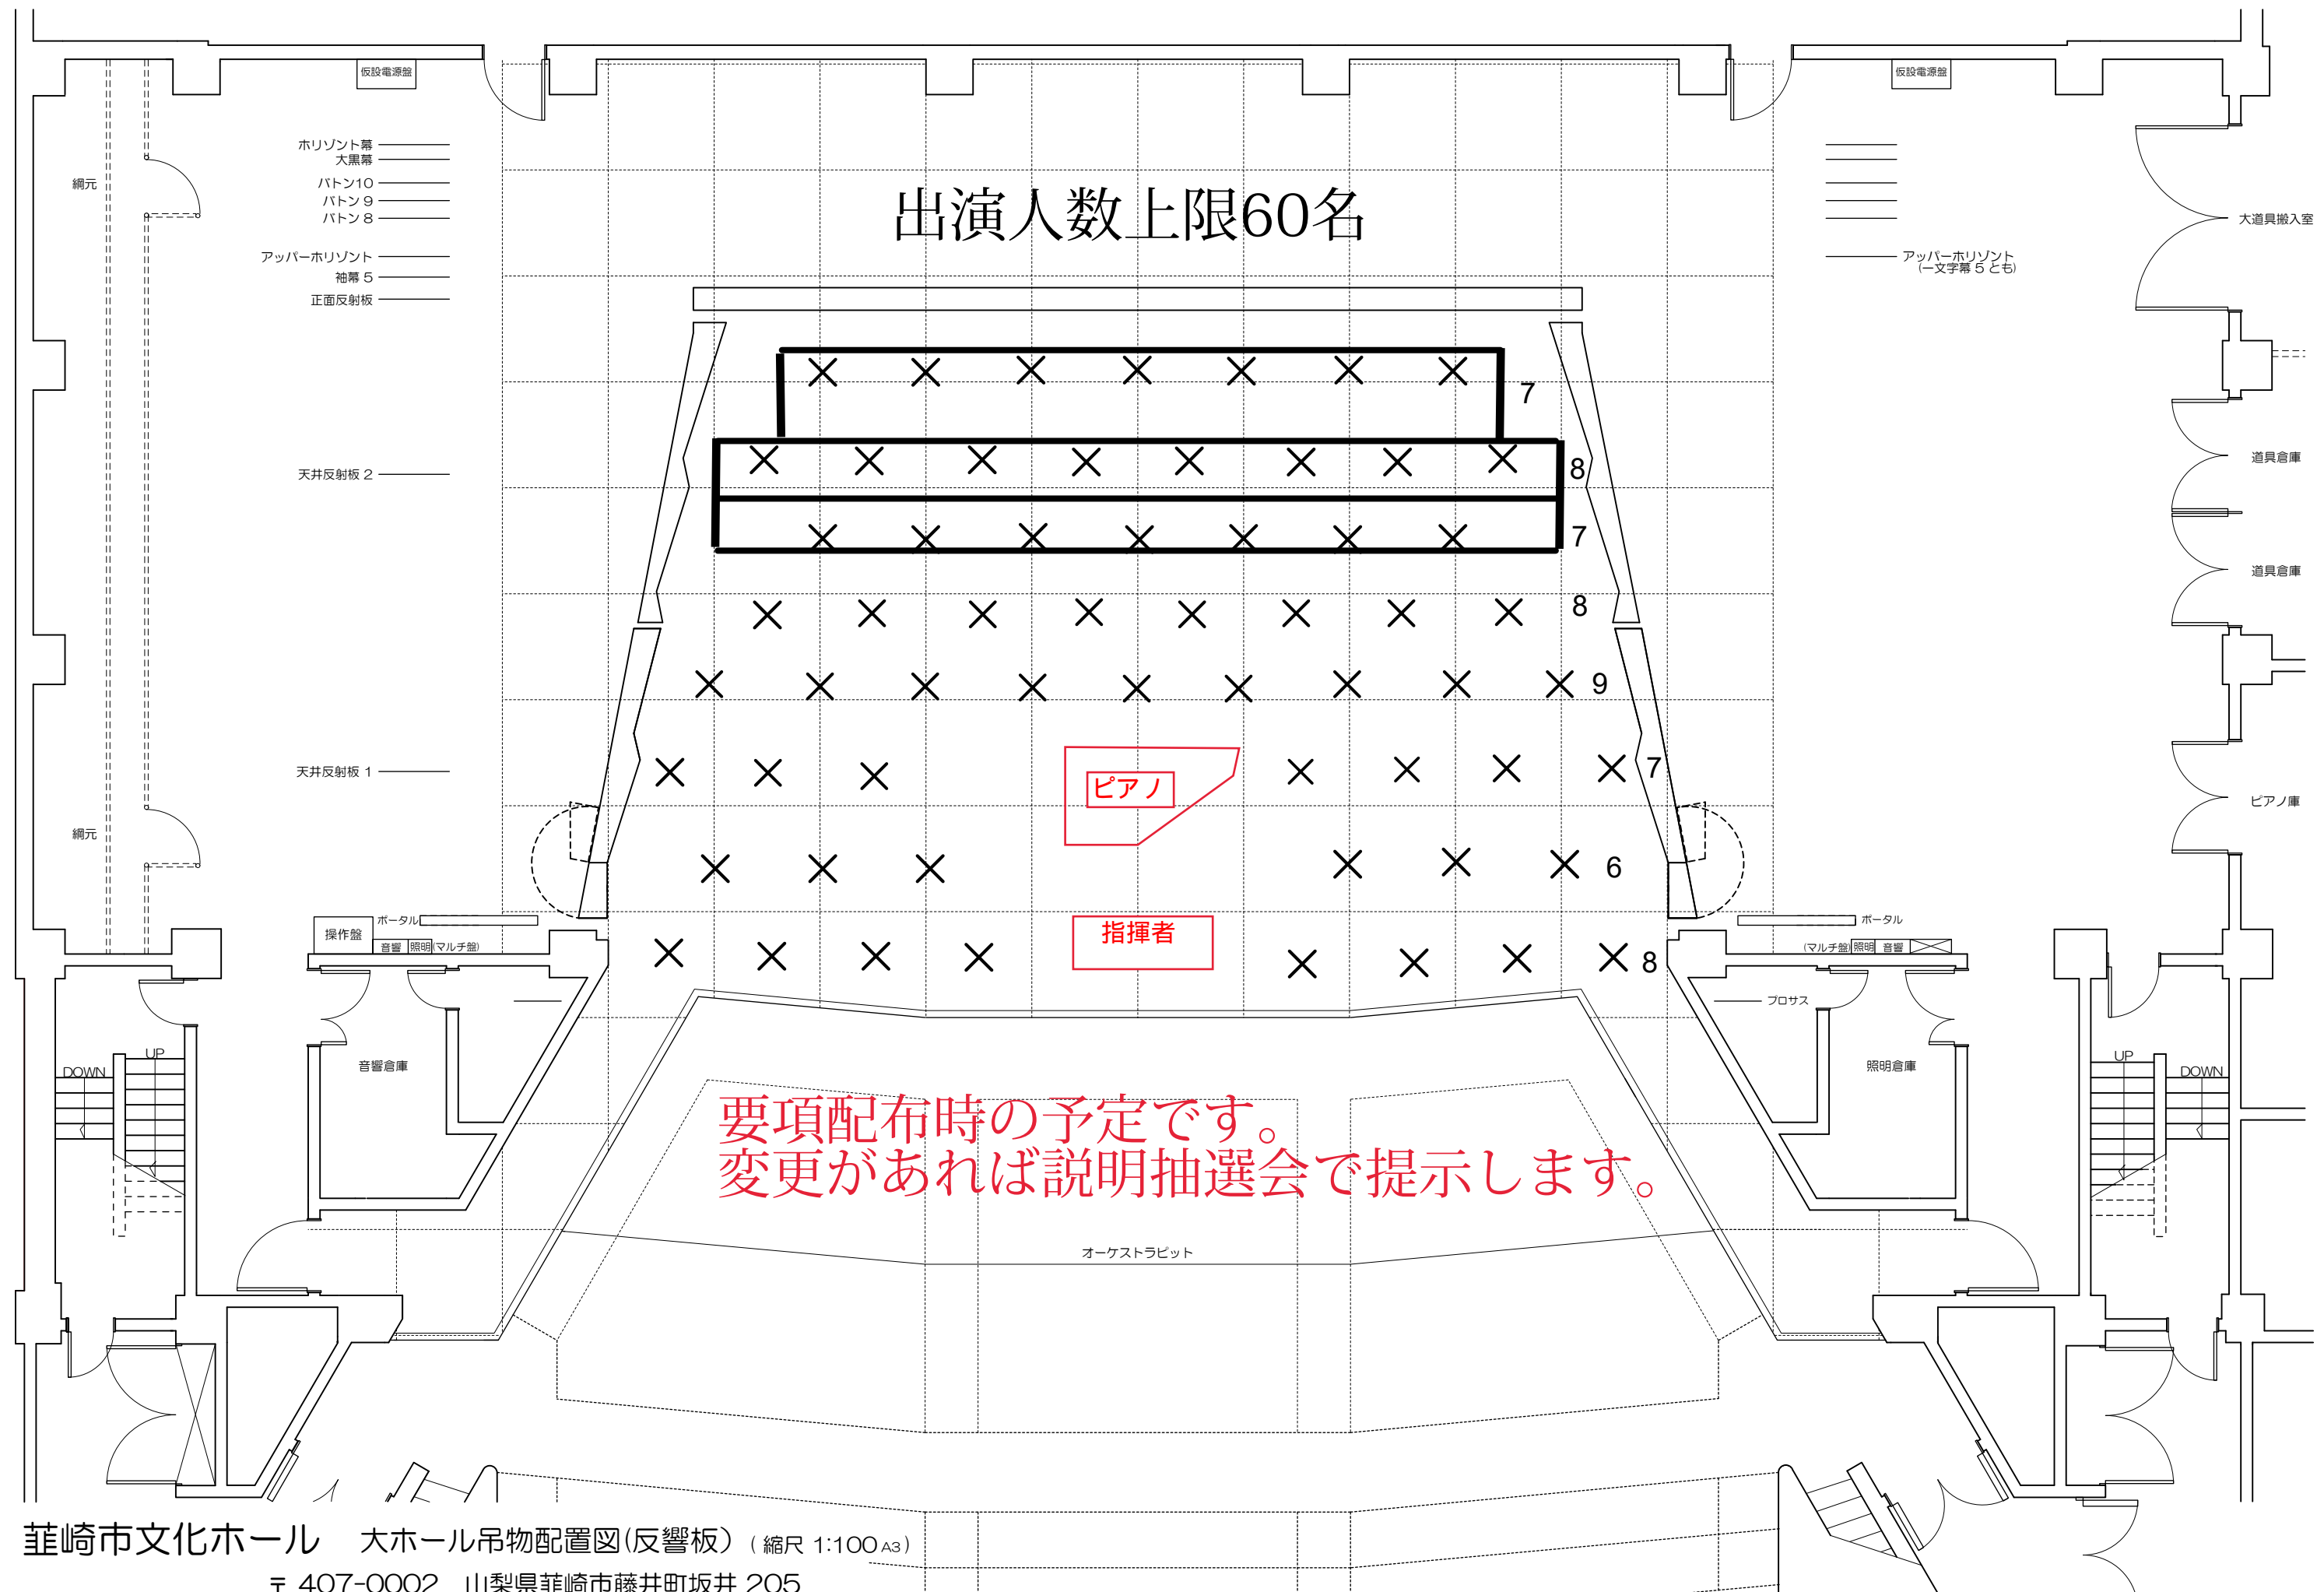 仮設電源盤
仮設電源盤
ホリゾント幕
大黒幕
バトン10
バトン 9
バトン 8
アッパーホリゾント
袖幕 5
正面反射板
綱元
出演人数上限60名
アッパーホリゾント
(一文字幕 5 とも)
大道具搬入室
7
8
7
8
9
7
6
8
天井反射板 2
天井反射板 1
綱元
道具倉庫
道具倉庫
ピアノ庫
ピアノ
指揮者
操作盤
ポータル
音響
照明
(マルチ盤)
ポータル
(マルチ盤)
照明
音響
プロサス
DOWN
UP
音響倉庫
照明倉庫
UP
DOWN
要項配布時の予定です。
変更があれば説明抽選会で提示します。
オーケストラピット
韮崎市文化ホール 大ホール吊物配置図(反響板) ( 縮尺 1:100 A3 )
〒 407-0002 山梨県韮崎市藤井町坂井 205